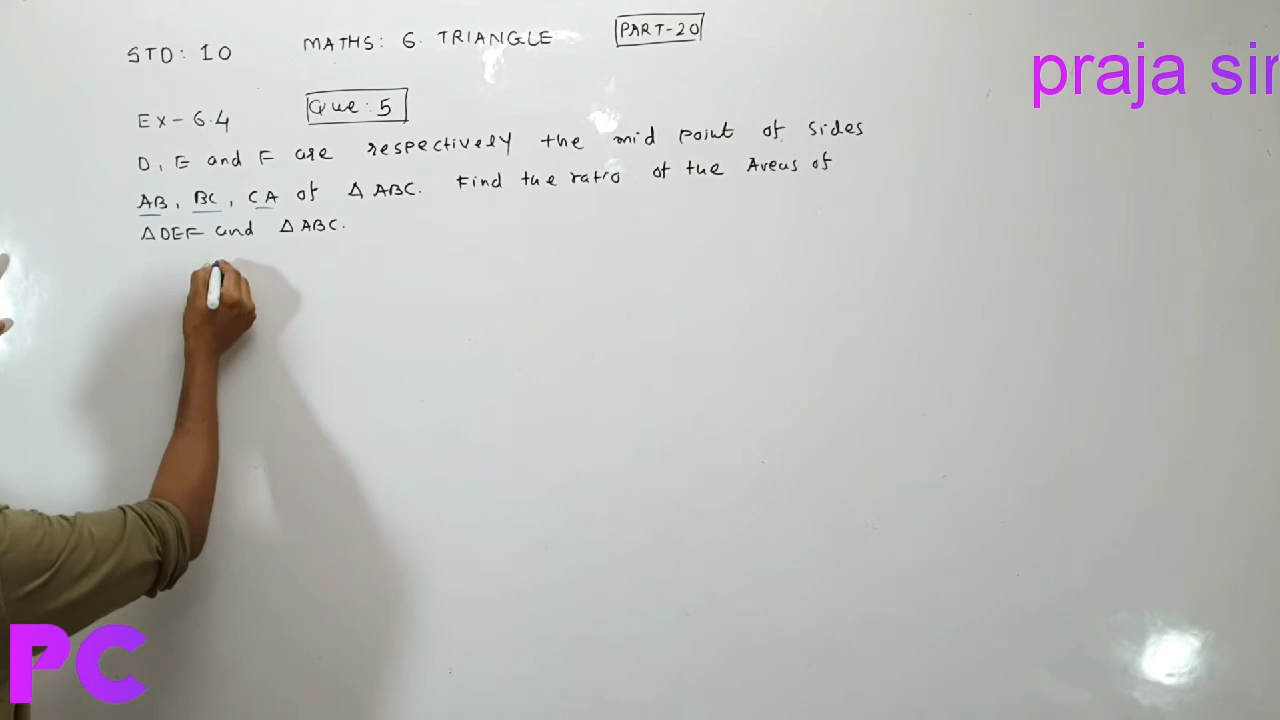 STD: 10 MATHS: 6. TRIANGLE PART-20
praja sir
Ex-6.4 Que: 5
D, E and F are respectively the mid point of sides
AB, BC, CA of △ABC. Find the ratio of the Areas of
△DEF and △ABC.
PC